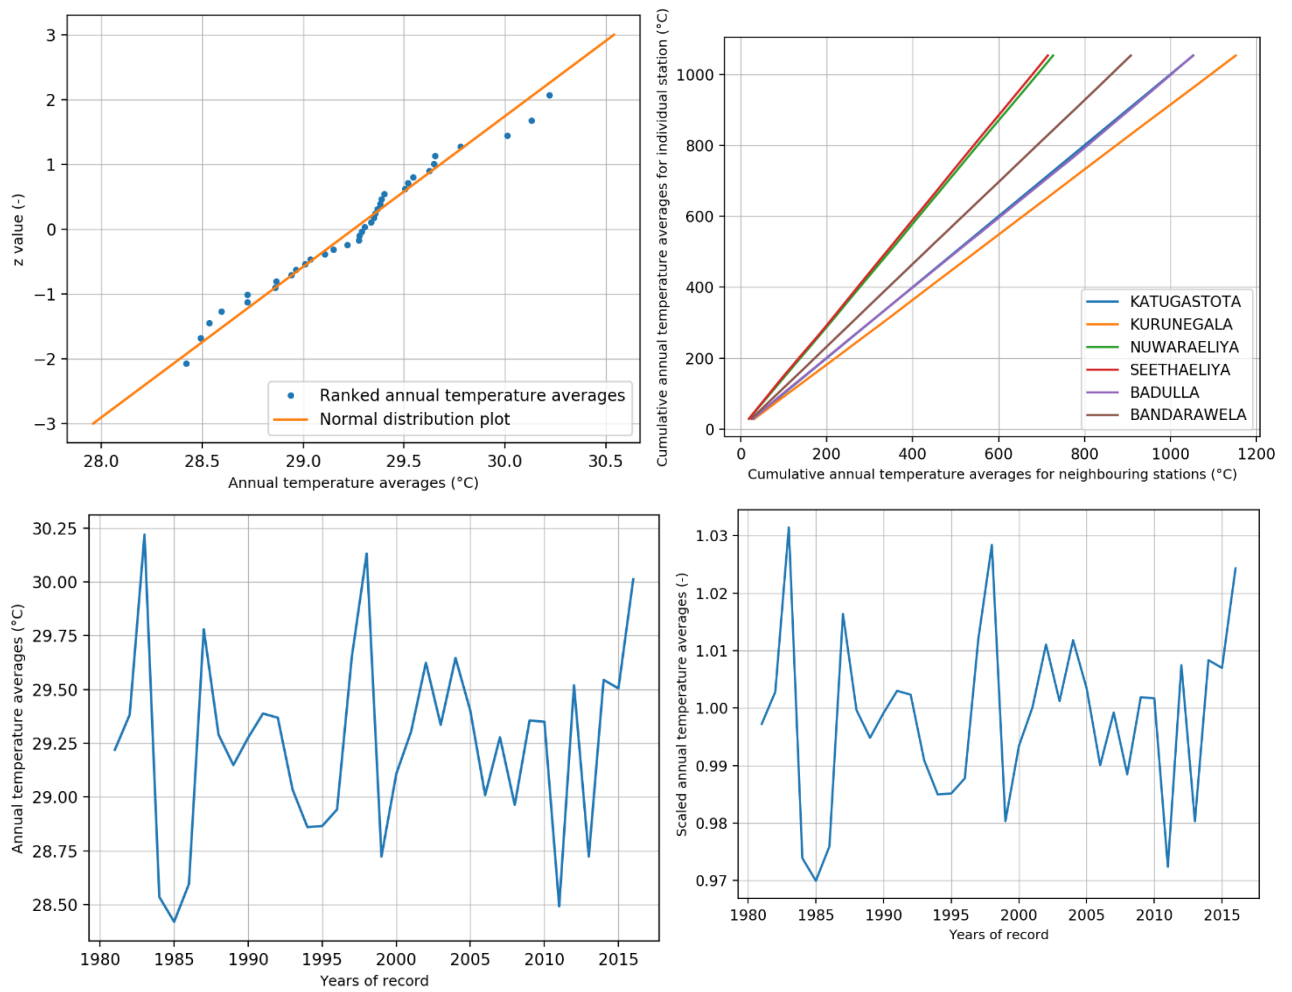 z value (-)
3
2
1
0
−1
−2
−3
28.0 28.5 29.0 29.5 30.0 30.5
Annual temperature averages (°C)
Ranked annual temperature averages
Normal distribution plot
Cumulative annual temperature averages for individual station (°C)
1000
800
600
400
200
0
0 200 400 600 800 1000 1200
Cumulative annual temperature averages for neighbouring stations (°C)
KATUGASTOTA
KURUNEGALA
NUWARAELIYA
SEETHAELIYA
BADULLA
BANDARAWELA
Annual temperature averages (°C)
30.25
30.00
29.75
29.50
29.25
29.00
28.75
28.50
1980 1985 1990 1995 2000 2005 2010 2015
Years of record
Scaled annual temperature averages (-)
1.03
1.02
1.01
1.00
0.99
0.98
0.97
1980 1985 1990 1995 2000 2005 2010 2015
Years of record